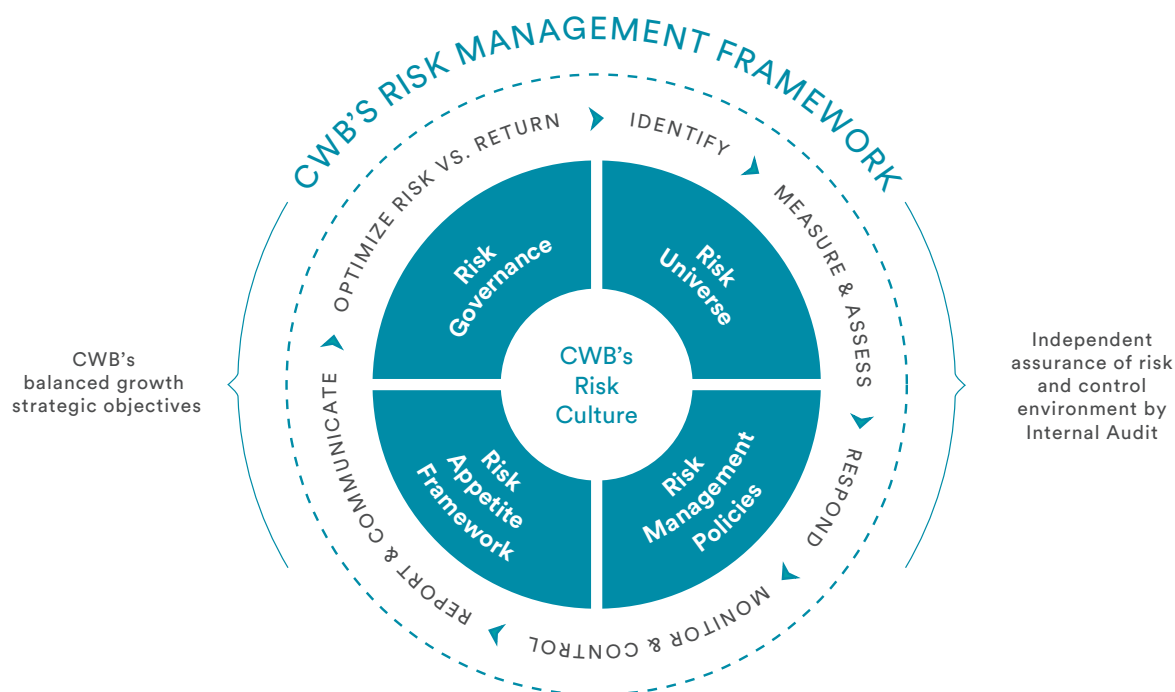 CWB'S RISK MANAGEMENT FRAMEWORK
OPTIMIZE RISK VS. RETURN
IDENTIFY
MEASURE & ASSESS
RESPOND
MONITOR & CONTROL
REPORT & COMMUNICATE
Risk
Governance
Risk
Universe
CWB's
Risk
Culture
Risk
Appetite
Framework
Risk
Management
Policies
CWB's
balanced growth
strategic objectives
Independent
assurance of risk
and control
environment by
Internal Audit